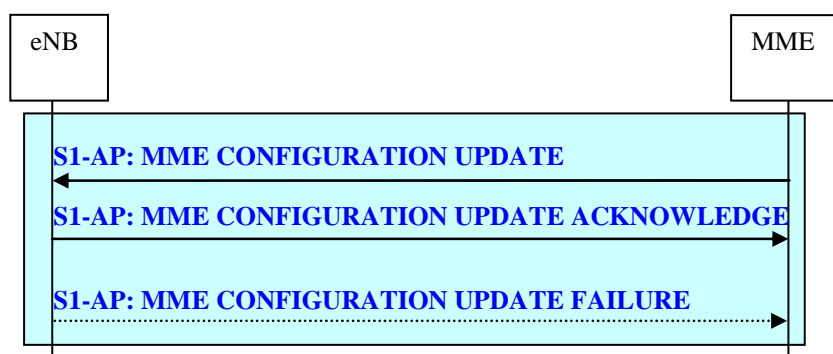 eNB
MME
S1-AP: MME CONFIGURATION UPDATE
S1-AP: MME CONFIGURATION UPDATE ACKNOWLEDGE
S1-AP: MME CONFIGURATION UPDATE FAILURE